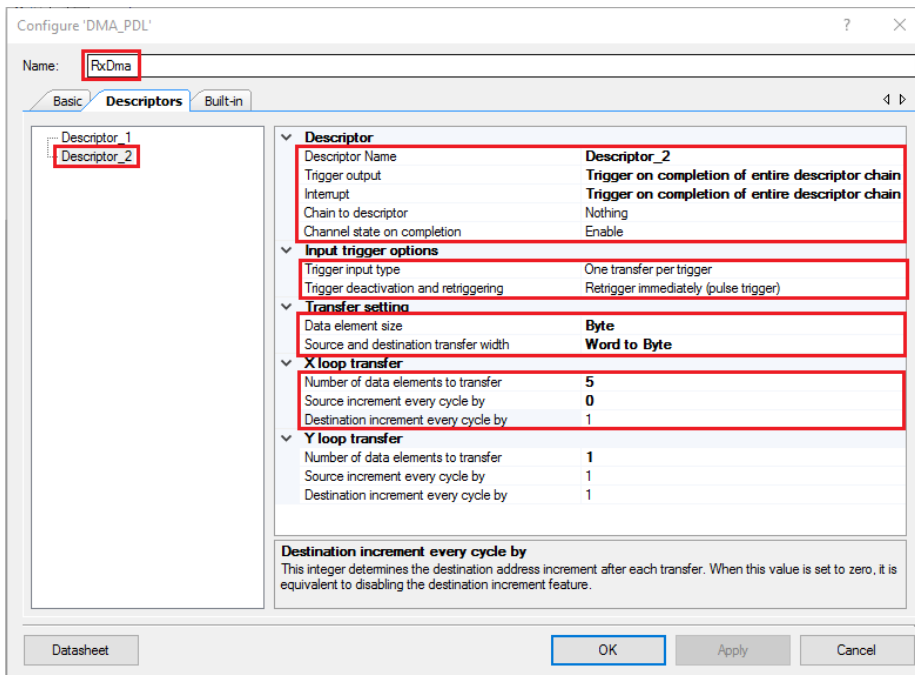 Configure 'DMA_PDL'
?
Name: RxDma
Basic Descriptors Built-in
Descriptor_1
Descriptor_2
Descriptor
Descriptor Name Descriptor_2
Trigger output Trigger on completion of entire descriptor chain
Interrupt Trigger on completion of entire descriptor chain
Chain to descriptor Nothing
Channel state on completion Enable
Input trigger options
Trigger input type One transfer per trigger
Trigger deactivation and retriggering Retrigger immediately (pulse trigger)
Transfer setting
Data element size Byte
Source and destination transfer width Word to Byte
X loop transfer
Number of data elements to transfer 5
Source increment every cycle by 0
Destination increment every cycle by 1
Y loop transfer
Number of data elements to transfer 1
Source increment every cycle by 1
Destination increment every cycle by 1
Destination increment every cycle by
This integer determines the destination address increment after each transfer. When this value is set to zero, it is
equivalent to disabling the destination increment feature.
Datasheet OK Apply Cancel